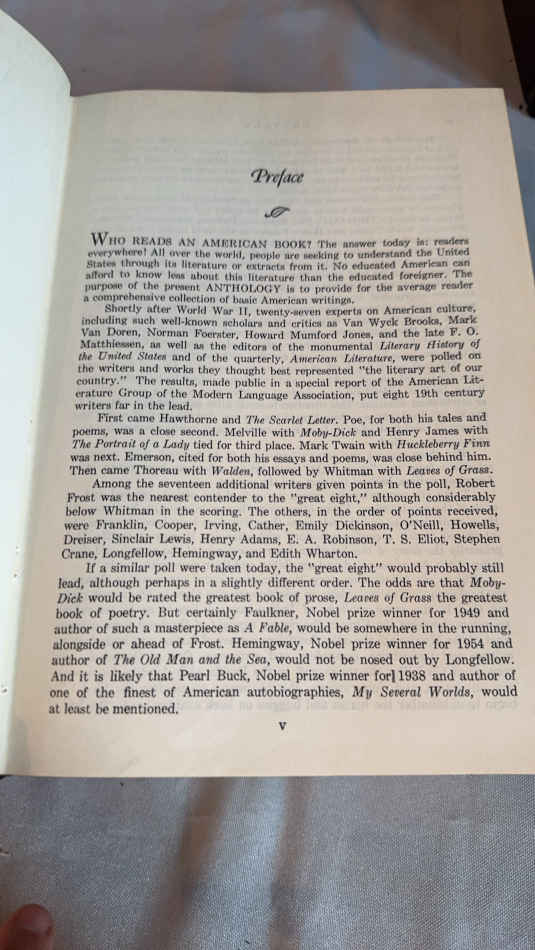 Preface
WHO READS AN AMERICAN BOOK? The answer today is: readers
everywhere! All over the world, people are seeking to understand the United
States through its literature or extracts from it. No educated American can
afford to know less about this literature than the educated foreigner. The
purpose of the present ANTHOLOGY is to provide for the average reader
a comprehensive collection of basic American writings.
Shortly after World War II, twenty-seven experts on American culture,
including such well-known scholars and critics as Van Wyck Brooks, Mark
Van Doren, Norman Foerster, Howard Mumford Jones, and the late F. O.
Matthiessen, as well as the editors of the monumental Literary History of
the United States and of the quarterly, American Literature, were polled on
the writers and works they thought best represented "the literary art of our
country." The results, made public in a special report of the American Lit-
erature Group of the Modern Language Association, put eight 19th century
writers far in the lead.
First came Hawthorne and The Scarlet Letter. Poe, for both his tales and
poems, was a close second. Melville with Moby-Dick and Henry James with
The Portrait of a Lady tied for third place. Mark Twain with Huckleberry Finn
was next. Emerson, cited for both his essays and poems, was close behind him.
Then came Thoreau with Walden, followed by Whitman with Leaves of Grass.
Among the seventeen additional writers given points in the poll, Robert
Frost was the nearest contender to the "great eight," although considerably
below Whitman in the scoring. The others, in the order of points received,
were Franklin, Cooper, Irving, Cather, Emily Dickinson, O'Neill, Howells,
Dreiser, Sinclair Lewis, Henry Adams, E. A. Robinson, T. S. Eliot, Stephen
Crane, Longfellow, Hemingway, and Edith Wharton.
If a similar poll were taken today, the "great eight" would probably still
lead, although perhaps in a slightly different order. The odds are that Moby-
Dick would be rated the greatest book of prose, Leaves of Grass the greatest
book of poetry. But certainly Faulkner, Nobel prize winner for 1949 and
author of such a masterpiece as A Fable, would be somewhere in the running,
alongside or ahead of Frost. Hemingway, Nobel prize winner for 1954 and
author of The Old Man and the Sea, would not be nosed out by Longfellow.
And it is likely that Pearl Buck, Nobel prize winner for 1938 and author of
one of the finest of American autobiographies, My Several Worlds, would
at least be mentioned.
V